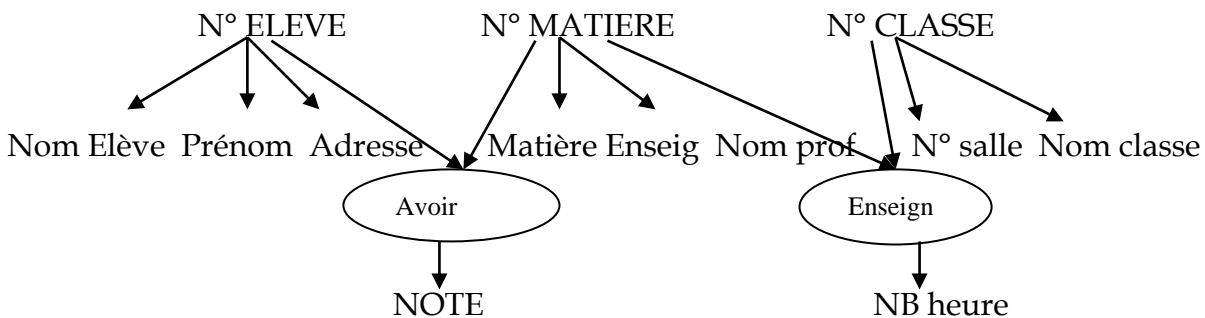 N° ELEVE N° MATIERE N° CLASSE
Nom Elève Prénom Adresse Matière Enseig Nom prof N° salle Nom classe
Avoir Enseign
NOTE NB heure